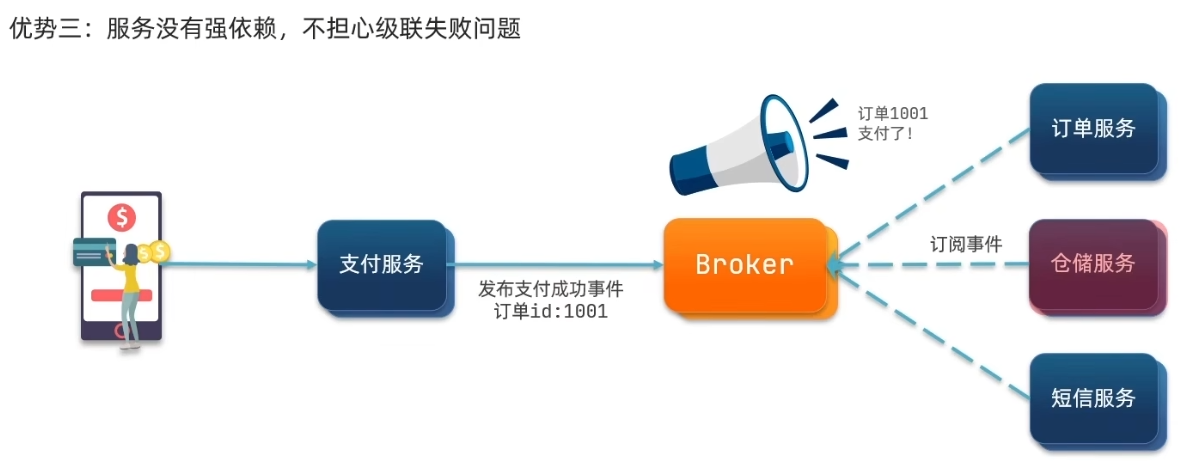 优势三：服务没有强依赖，不担心级联失败问题
订单1001
支付了！
订单服务
$
$
$
支付服务
发布支付成功事件
订单id:1001
Broker
订阅事件
仓储服务
短信服务